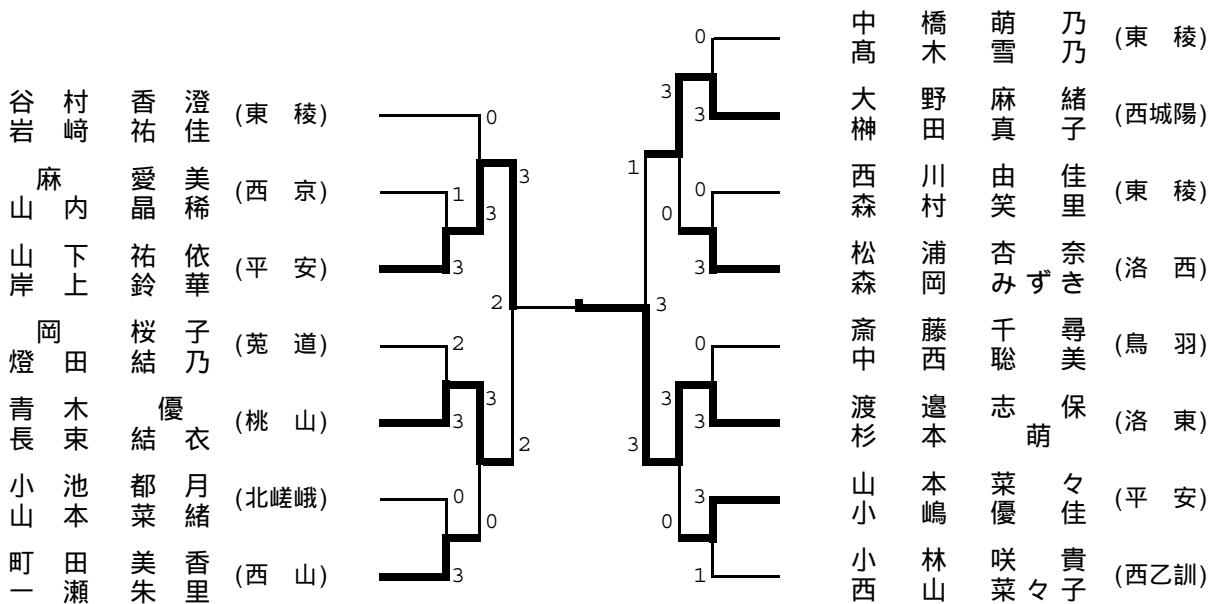 谷村香澄
岩﨑祐佳
(東稜)
0
麻愛美
山内晶稀
(西京)
1
山下祐依
岸上鈴華
(平安)
3
3
3
岡桜子
燈田結乃
(莵道)
2
青木優
長束結衣
(桃山)
3
3
2
小池都月
山本菜緒
(北嵯峨)
0
町田美香
一瀬朱里
(西山)
3
0
2
中橋萌乃
髙木雪乃
(東稜)
0
大野麻緒
榊田真子
(西城陽)
3
3
西川由佳
森村笑里
(東稜)
0
松浦杏奈
森岡みずき
(洛西)
3
0
1
3
斎藤千尋
中西聡美
(鳥羽)
0
渡邉志保
杉本萌
(洛東)
3
3
3
山本菜々
小嶋優佳
(平安)
3
小林咲貴
西山菜々子
(西乙訓)
1
0